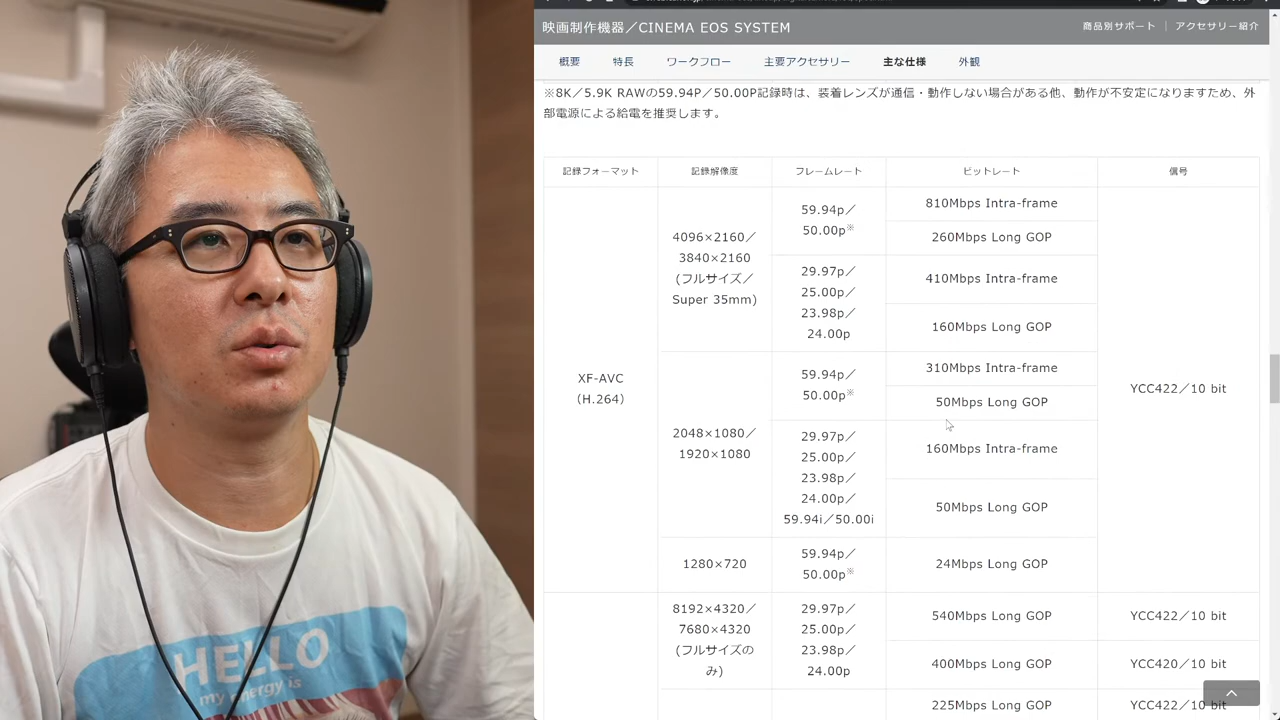 映画制作機器／CINEMA EOS SYSTEM
商品別サポート | アクセサリー紹介
概要 特長 ワークフロー 主要アクセサリー 主な仕様 外観
※8K／5.9K RAWの59.94P／50.00P記録時は、装着レンズが通信・動作しない場合がある他、動作が不安定になりますため、外
部電源による給電を推奨します。
記録フォーマット 記録解像度 フレームレート ビットレート 信号
XF-AVC
（H.264）
4096×2160／
3840×2160
(フルサイズ／
Super 35mm)
59.94p／
50.00p※
810Mbps Intra-frame
260Mbps Long GOP
29.97p／
25.00p／
23.98p／
24.00p
410Mbps Intra-frame
160Mbps Long GOP
2048×1080／
1920×1080
59.94p／
50.00p※
310Mbps Intra-frame
50Mbps Long GOP
29.97p／
25.00p／
23.98p／
24.00p／
59.94i／50.00i
160Mbps Intra-frame
50Mbps Long GOP
1280×720
59.94p／
50.00p※
24Mbps Long GOP
YCC422／10 bit
8192×4320／
7680×4320
(フルサイズの
み)
29.97p／
25.00p／
23.98p／
24.00p
540Mbps Long GOP
YCC422／10 bit
400Mbps Long GOP
YCC420／10 bit
225Mbps Long GOP
YCC422／10 bit
HELLO
my energy is